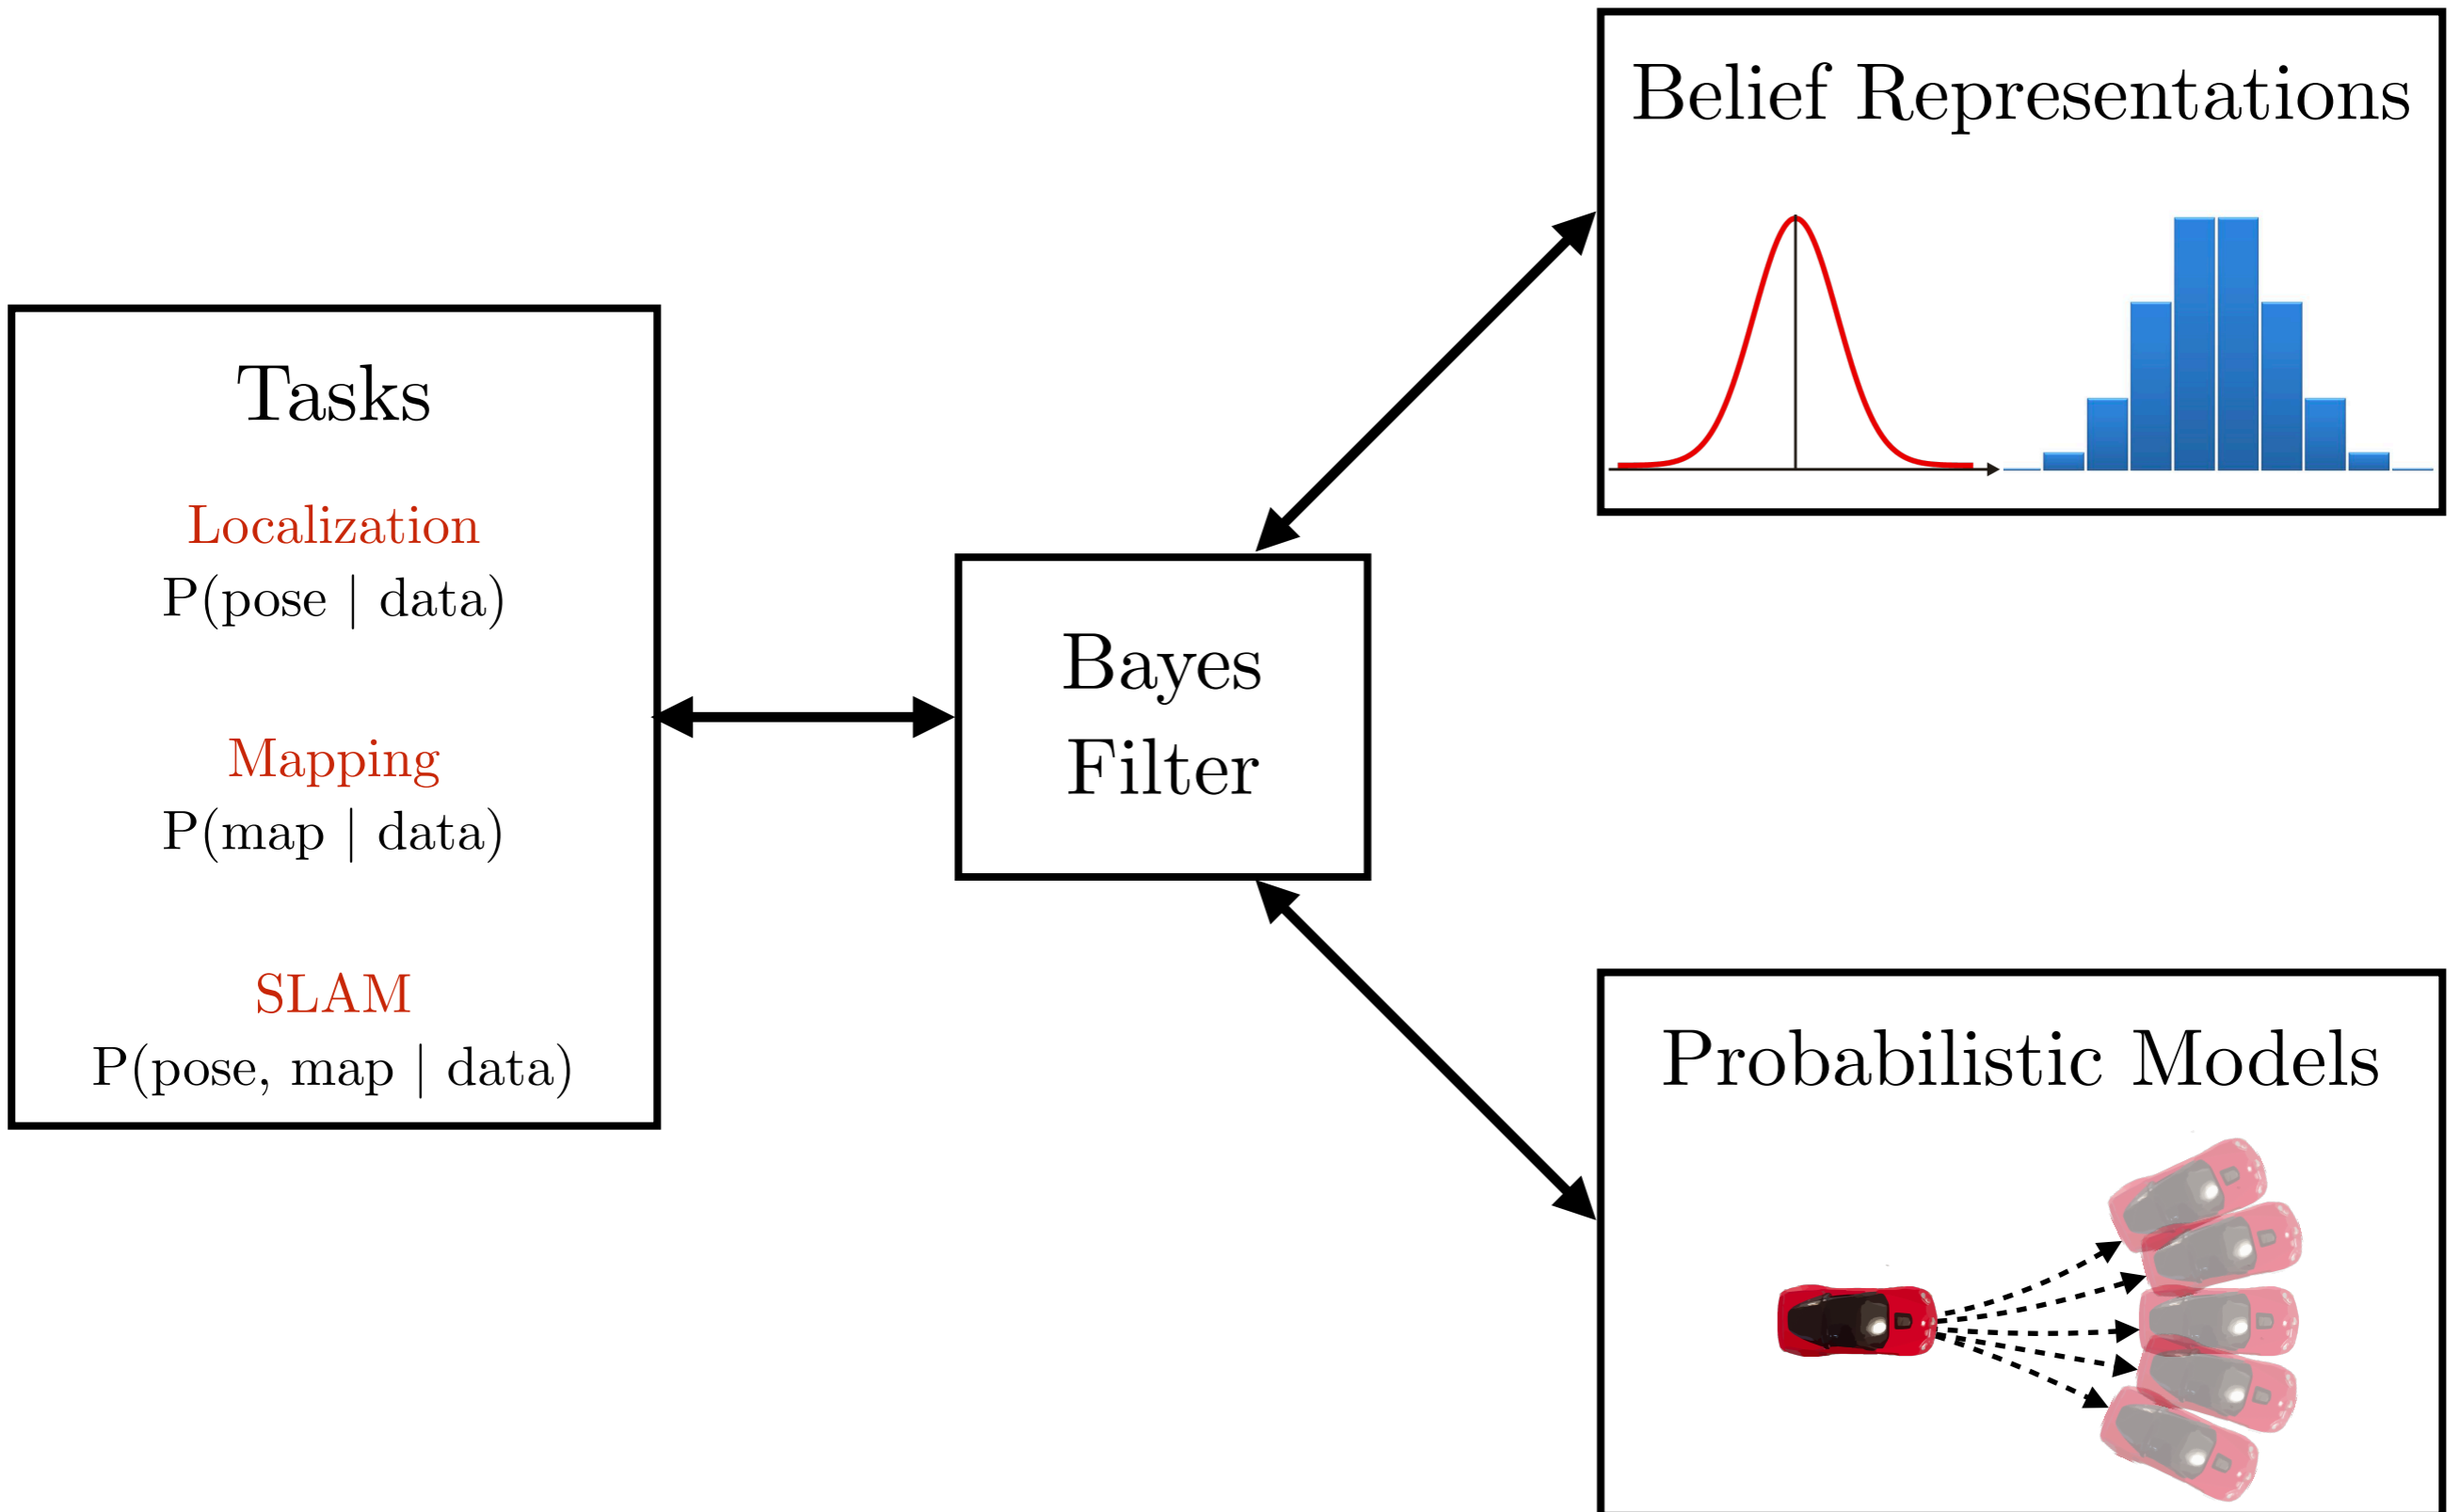 Tasks
Localization
P(pose | data)
Mapping
P(map | data)
SLAM
P(pose, map | data)
Bayes
Filter
Belief Representations
Probabilistic Models